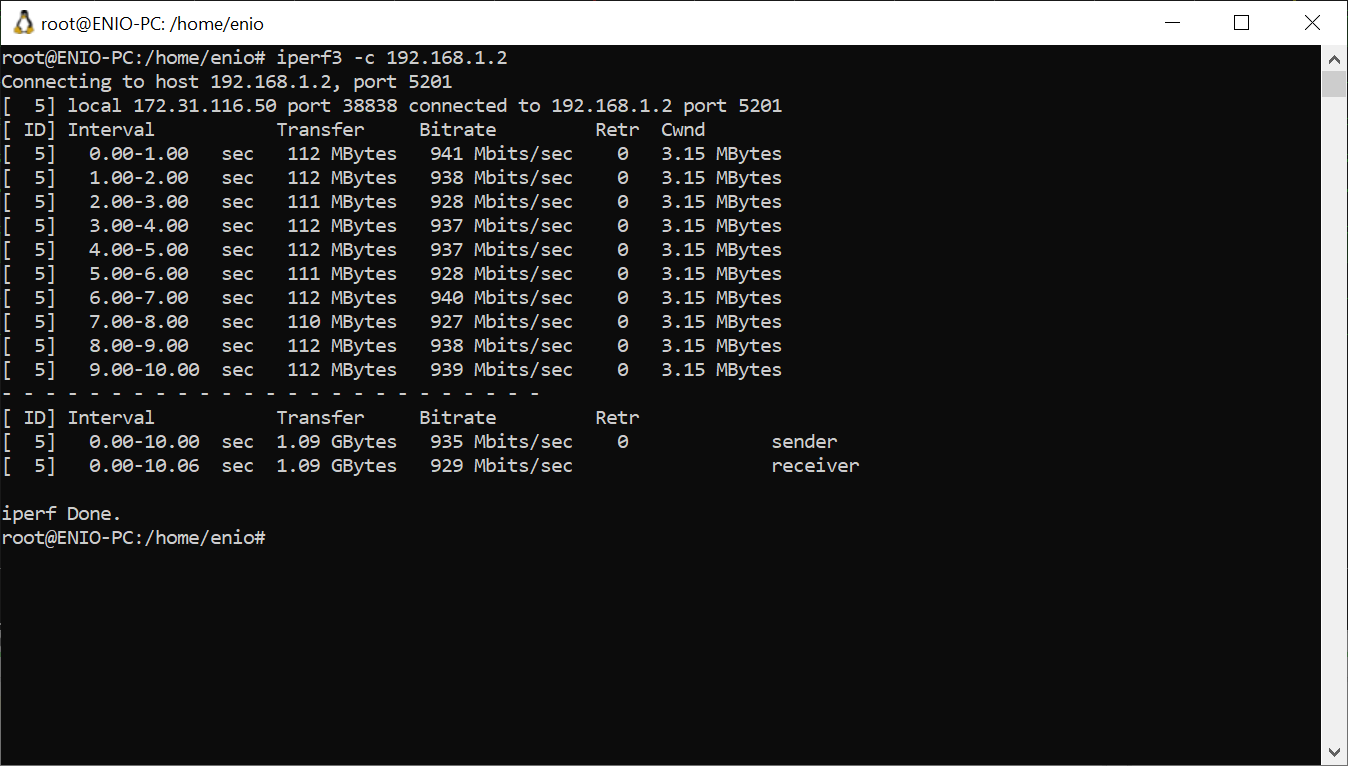 root@ENIO-PC: /home/enio
root@ENIO-PC:/home/enio# iperf3 -c 192.168.1.2
Connecting to host 192.168.1.2, port 5201
[  5] local 172.31.116.50 port 38838 connected to 192.168.1.2 port 5201
[ ID] Interval           Transfer     Bitrate         Retr  Cwnd
[  5]   0.00-1.00   sec   112 MBytes   941 Mbits/sec    0   3.15 MBytes
[  5]   1.00-2.00   sec   112 MBytes   938 Mbits/sec    0   3.15 MBytes
[  5]   2.00-3.00   sec   111 MBytes   928 Mbits/sec    0   3.15 MBytes
[  5]   3.00-4.00   sec   112 MBytes   937 Mbits/sec    0   3.15 MBytes
[  5]   4.00-5.00   sec   112 MBytes   937 Mbits/sec    0   3.15 MBytes
[  5]   5.00-6.00   sec   111 MBytes   928 Mbits/sec    0   3.15 MBytes
[  5]   6.00-7.00   sec   112 MBytes   940 Mbits/sec    0   3.15 MBytes
[  5]   7.00-8.00   sec   110 MBytes   927 Mbits/sec    0   3.15 MBytes
[  5]   8.00-9.00   sec   112 MBytes   938 Mbits/sec    0   3.15 MBytes
[  5]   9.00-10.00  sec   112 MBytes   939 Mbits/sec    0   3.15 MBytes
- - - - - - - - - - - - - - - - - - - - - - - - -
[ ID] Interval           Transfer     Bitrate         Retr
[  5]   0.00-10.00  sec  1.09 GBytes   935 Mbits/sec    0             sender
[  5]   0.00-10.06  sec  1.09 GBytes   929 Mbits/sec                  receiver
iperf Done.
root@ENIO-PC:/home/enio#